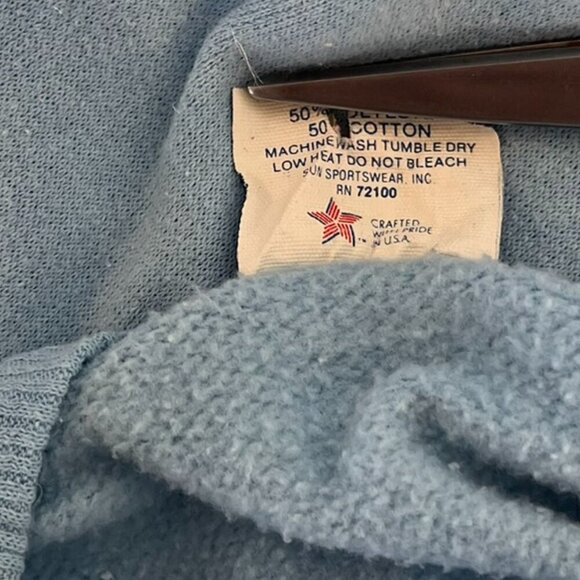 50%
50 COTTON
MACHINE WASH TUMBLE DRY
LOW HEAT DO NOT BLEACH
SUN SPORTSWEAR, INC.
RN 72100
CRAFTED
WITH PRIDE
IN U.S.A.